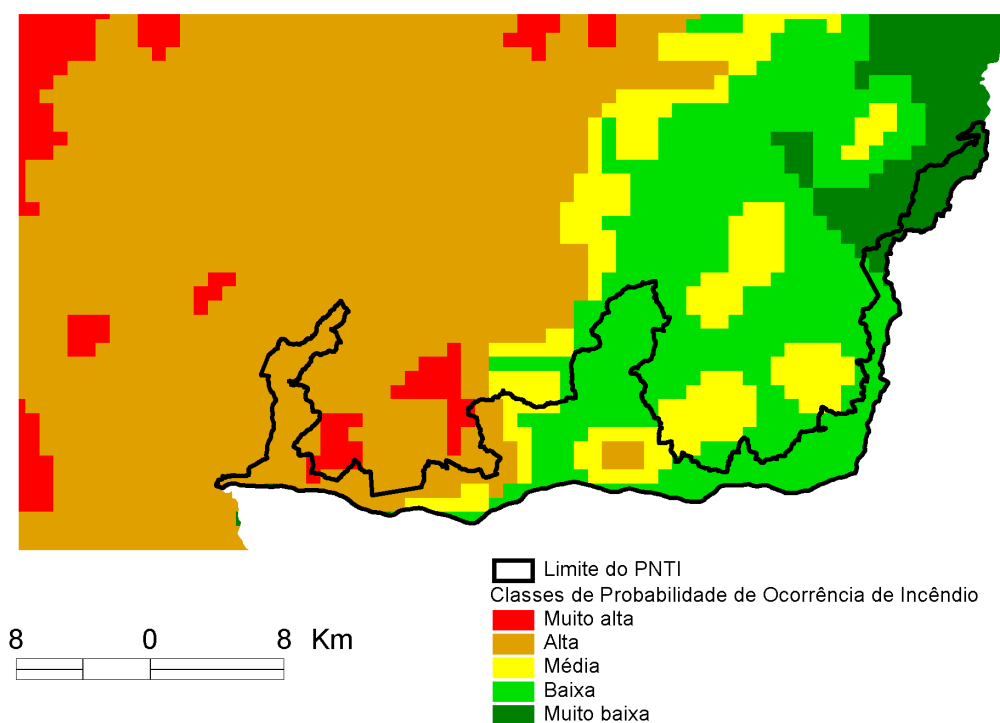 Limite do PNTI
Classes de Probabilidade de Ocorrência de Incêndio
Muito alta
Alta
Média
Baixa
Muito baixa
8 0 8 Km